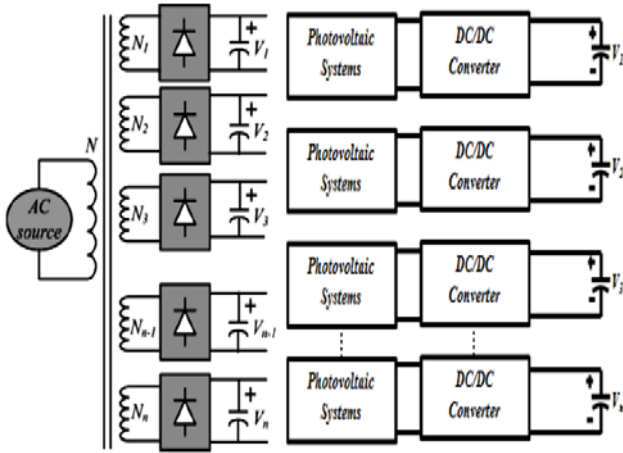 N
AC
source
N1
V1
N2
V2
N3
V3
Nn-1
Vn-1
Nn
Vn
Photovoltaic
Systems
DC/DC
Converter
V1
Photovoltaic
Systems
DC/DC
Converter
V2
Photovoltaic
Systems
DC/DC
Converter
V3
Photovoltaic
Systems
DC/DC
Converter